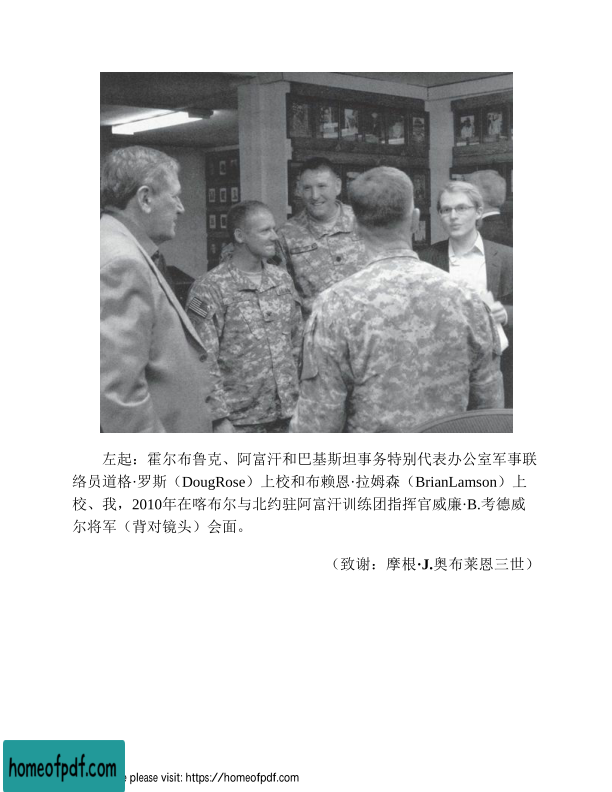 左起：霍尔布鲁克、阿富汗和巴基斯坦事务特别代表办公室军事联
络员道格·罗斯（DougRose）上校和布赖恩·拉姆森（BrianLamson）上
校、我，2010年在喀布尔与北约驻阿富汗训练团指挥官威廉·B.考德威
尔将军（背对镜头）会面。
（致谢：摩根·J.奥布莱恩三世）
homeofpdf.com
e please visit: https://homeofpdf.com